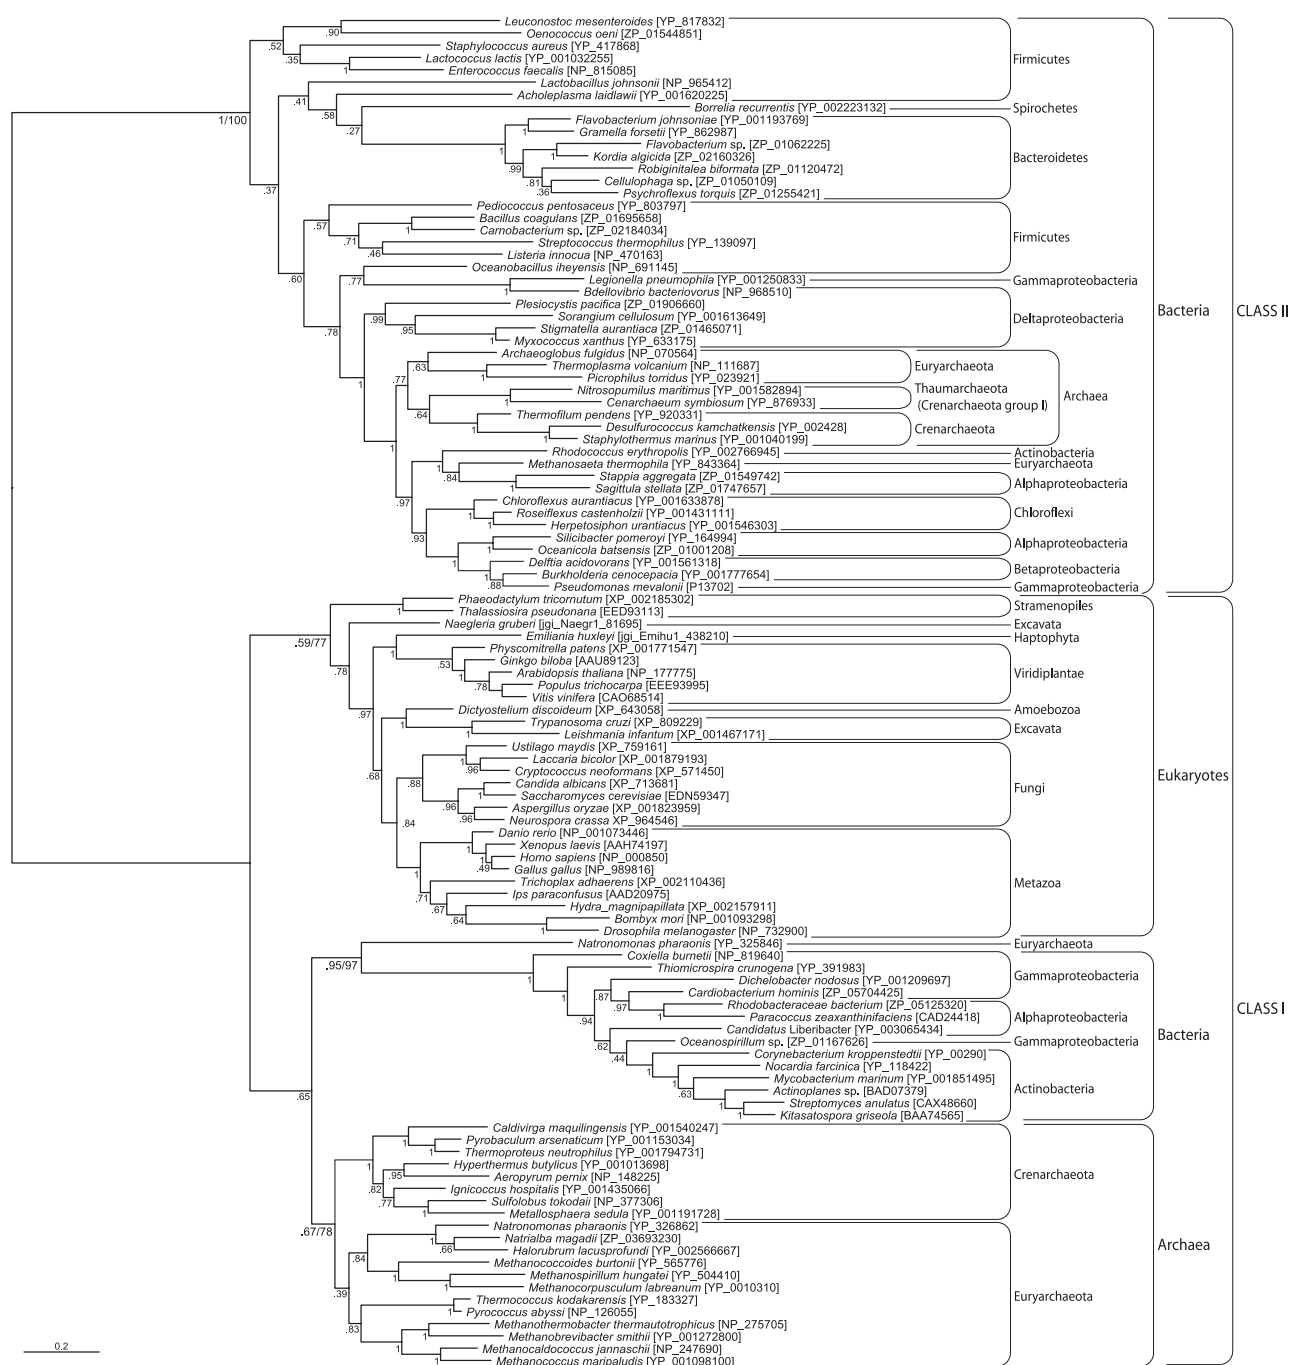 Leuconostoc mesenteroides [YP_817832]
.90
Oenococcus oeni [ZP_01544851]
.52
Staphylococcus aureus [YP_417868]
.35
Lactococcus lactis [YP_001032255]
Firmicutes
1
Enterococcus faecalis [NP_815085]
Lactobacillus johnsonii [NP_965412]
.41
Acholeplasma laidlawii [YP_001620225]
1/100
.58
Borrelia recurrentis [YP_002223132]
Spirochetes
.27
Flavobacterium johnsoniae [YP_001193769]
1
Gramella forsetii [YP_862987]
1
Flavobacterium sp. [ZP_01062225]
1
Kordia algicida [ZP_02160326]
Bacteroidetes
.99
Robiginitalea biformata [ZP_01120472]
.81
Cellulophaga sp. [ZP_01050109]
.36
Psychroflexus torquis [ZP_01255421]
.37
Pediococcus pentosaceus [YP_803797]
.57
Bacillus coagulans [ZP_01695658]
1
Carnobacterium sp. [ZP_02184034]
.71
Streptococcus thermophilus [YP_139097]
Firmicutes
.46
Listeria innocua [NP_470163]
.60
Oceanobacillus iheyensis [NP_691145]
.77
Legionella pneumophila [YP_001250833]
Gammaproteobacteria
1
Bdellovibrio bacteriovorus [NP_968510]
Plesiocystis pacifica [ZP_01906660]
.78
.99
Sorangium cellulosum [YP_001613649]
Deltaproteobacteria
Bacteria
CLASS II
.95
Stigmatella aurantiaca [ZP_01465071]
1
Myxococcus xanthus [YP_633175]
Archaeoglobus fulgidus [NP_070564]
.63
Thermoplasma volcanium [NP_111687]
Euryarchaeota
1
.77
1
Picrophilus torridus [YP_023921]
Nitrosopumilus maritimus [YP_001582894]
Thaumarchaeota
1
Cenarchaeum symbiosum [YP_876933]
(Crenarchaeota group I)
Archaea
.64
Thermofilum pendens [YP_920331]
1
Desulfurococcus kamchatkensis [YP_002428]
Crenarchaeota
1
Staphylothermus marinus [YP_001040199]
1
Rhodococcus erythropolis [YP_002766945]
Actinobacteria
1
Methanosaeta thermophila [YP_843364]
Euryarchaeota
.84
Stappia aggregata [ZP_01549742]
Alphaproteobacteria
1
Sagittula stellata [ZP_01747657]
.97
Chloroflexus aurantiacus [YP_001633878]
1
Roseiflexus castenholzii [YP_001431111]
Chloroflexi
1
Herpetosiphon urantiacus [YP_001546303]
.93
Silicibacter pomeroyi [YP_164994]
Alphaproteobacteria
1
Oceanicola batsensis [ZP_01001208]
1
Delftia acidovorans [YP_001561318]
Betaproteobacteria
1
Burkholderia cenocepacia [YP_001777654]
.88
Pseudomonas mevalonii [P13702]
Gammaproteobacteria
Phaeodactylum tricornutum [XP_002185302]
Stramenopiles
1
Thalassiosira pseudonana [EED93113]
Naegleria gruberi [jgi_Naegr1_81695]
Excavata
.59/77
Emiliania huxleyi [jgi_Emihu1_438210]
Haptophyta
1
Physcomitrella patens [XP_001771547]
.78
.53
Ginkgo biloba [AAU89123]
1
Arabidopsis thaliana [NP_177775]
Viridiplantae
.78
Populus trichocarpa [EEE93995]
1
Vitis vinifera [CAO68514]
.97
Dictyostelium discoideum [XP_643058]
Amoebozoa
1
Trypanosoma cruzi [XP_809229]
Excavata
1
Leishmania infantum [XP_001467171]
Ustilago maydis [XP_759161]
1
Laccaria bicolor [XP_001879193]
.96
Cryptococcus neoformans [XP_571450]
.68
.88
Candida albicans [XP_713681]
Fungi
Eukaryotes
1
Saccharomyces cerevisiae [EDN59347]
.96
Aspergillus oryzae [XP_001823959]
.96
Neurospora crassa XP_964546]
.84
Danio rerio [NP_001073446]
1
Xenopus laevis [AAH74197]
1
Homo sapiens [NP_000850]
.49
Gallus gallus [NP_989816]
1
Trichoplax adhaerens [XP_002110436]
Metazoa
.71
Ips paraconfusus [AAD20975]
.67
Hydra_magnipapillata [XP_002157911]
.64
Bombyx mori [NP_001093298]
1
Drosophila melanogaster [NP_732900]
Natronomonas pharaonis [YP_325846]
Euryarchaeota
.95/97
Coxiella burnetii [NP_819640]
1
Thiomicrospira crunogena [YP_391983]
Gammaproteobacteria
Dichelobacter nodosus [YP_001209697]
1
.87
Cardiobacterium hominis [ZP_05704425]
.97
Rhodobacteraceae bacterium [ZP_05125320]
CLASS I
1
Paracoccus zeaxanthinifaciens [CAD24418]
Alphaproteobacteria
.94
Candidatus Liberibacter [YP_003065434]
Bacteria
.62
Oceanospirillum sp. [ZP_01167626]
Gammaproteobacteria
.44
Corynebacterium kroppenstedtii [YP_00290]
1
Nocardia farcinica [YP_118422]
1
Mycobacterium marinum [YP_001851495]
.63
Actinoplanes sp. [BAD07379]
Actinobacteria
.65
1
Streptomyces anulatus [CAX48660]
1
Kitasatospora griseola [BAA74565]
Caldivirga maquilingensis [YP_001540247]
1
Pyrobaculum arsenaticum [YP_001153034]
1
Thermoproteus neutrophilus [YP_001794731]
1
Hyperthermus butylicus [YP_001013698]
Crenarchaeota
.95
Aeropyrum pernix [NP_148225]
.82
Ignicoccus hospitalis [YP_001435066]
.77
Sulfolobus tokodaii [NP_377306]
1
Metallosphaera sedula [YP_001191728]
.67/78
Natronomonas pharaonis [YP_326862]
1
Natrialba magadii [ZP_03693230]
.66
Halorubrum lacusprofundi [YP_002566667]
Archaea
.84
Methanococcoides burtonii [YP_565776]
1
Methanospirillum hungatei [YP_504410]
1
Methanocorpusculum labreanum [YP_0010310]
.39
Thermococcus kodakarensis [YP_183327]
Euryarchaeota
1
Pyrococcus abyssi [NP_126055]
.83
Methanothermobacter thermautotrophicus [NP_275705]
1
Methanobrevibacter smithii [YP_001272800]
0.2
1
Methanocaldococcus jannaschii [NP_247690]
1
Methanococcus maripaludis [YP_001098100]